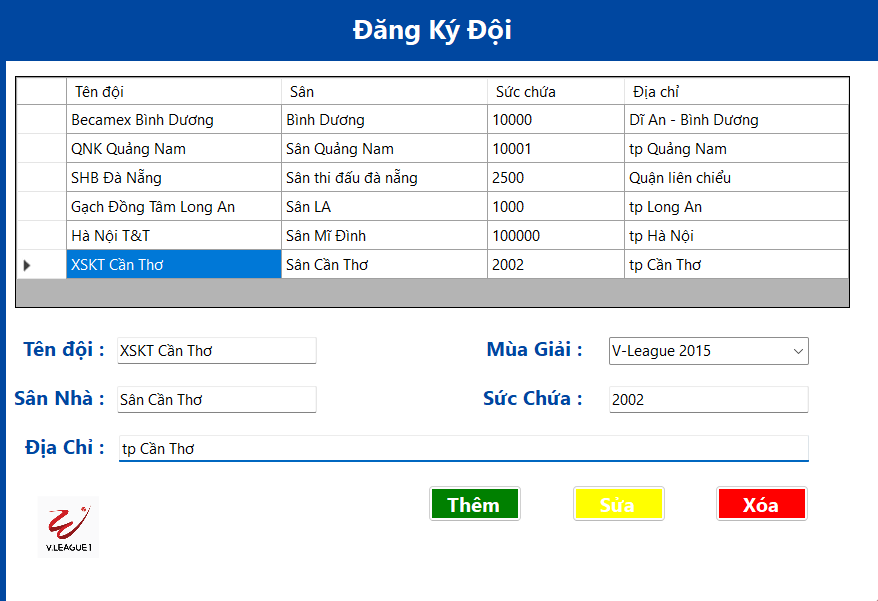 Đăng Ký Đội
Tên đội Sân Sức chứa Địa chỉ
Becamex Bình Dương Bình Dương 10000 Dĩ An - Bình Dương
QNK Quảng Nam Sân Quảng Nam 10001 tp Quảng Nam
SHB Đà Nẵng Sân thi đấu đà nẵng 2500 Quận liên chiểu
Gạch Đồng Tâm Long An Sân LA 1000 tp Long An
Hà Nội T&T Sân Mĩ Đình 100000 tp Hà Nội
XSKT Cần Thơ Sân Cần Thơ 2002 tp Cần Thơ
Tên đội : XSKT Cần Thơ Mùa Giải : V-League 2015
Sân Nhà : Sân Cần Thơ Sức Chứa : 2002
Địa Chỉ : tp Cần Thơ
Thêm Sửa Xóa
V.LEAGUE 1